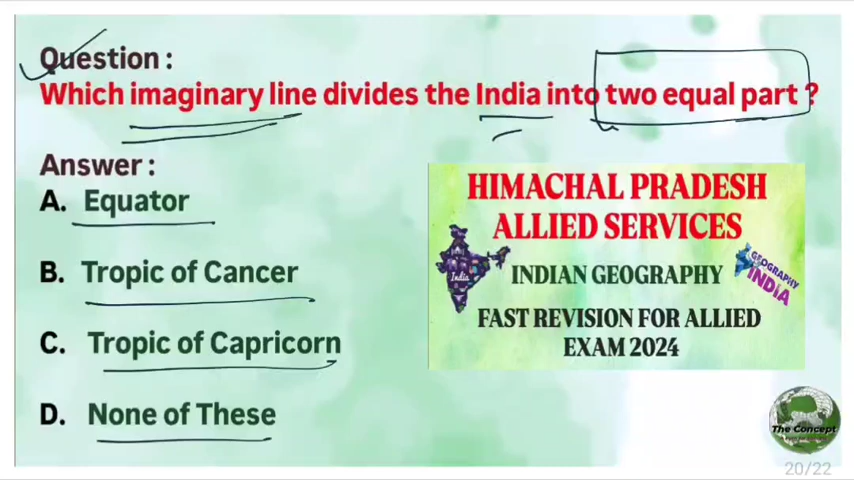 Question :
Which imaginary line divides the India into two equal part ?
Answer :
A. Equator
B. Tropic of Cancer
C. Tropic of Capricorn
D. None of These
HIMACHAL PRADESH
ALLIED SERVICES
India
INDIAN GEOGRAPHY
GEOGRAPHY
INDIA
FAST REVISION FOR ALLIED
EXAM 2024
The Concept
20/22